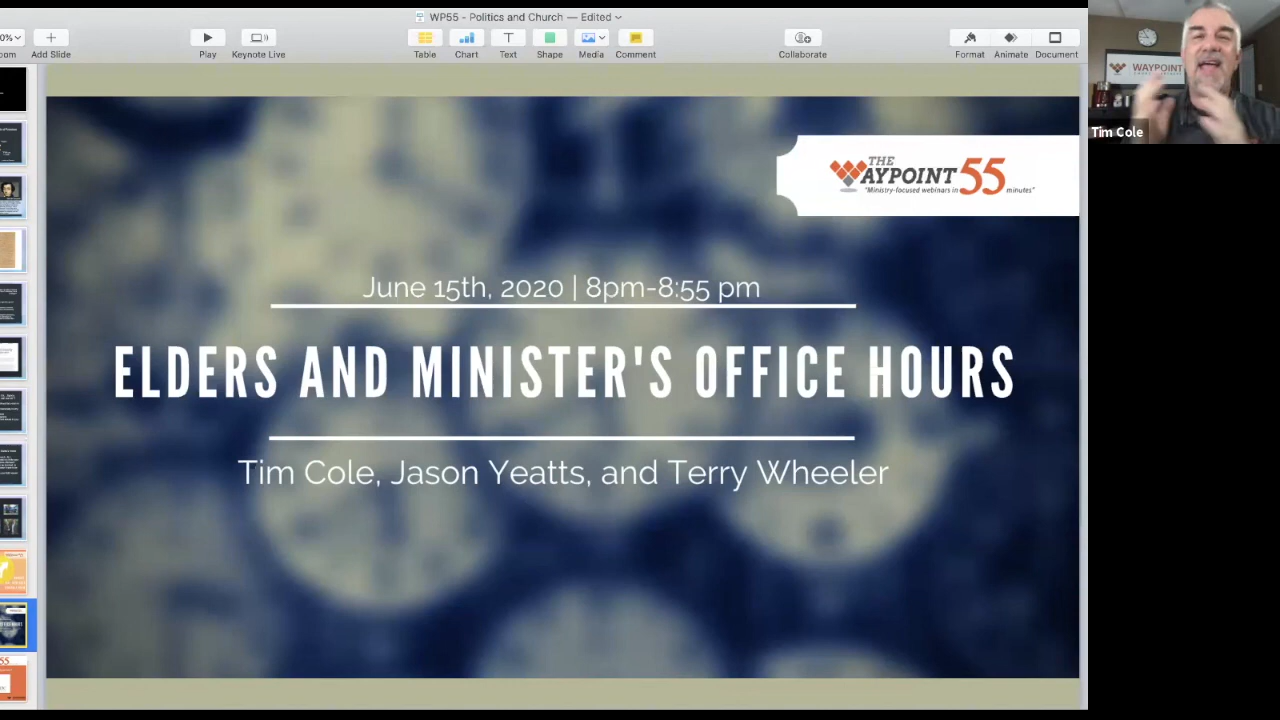 WP55 - Politics and Church — Edited
Add Slide
Play
Keynote Live
Table
Chart
Text
Shape
Media
Comment
Collaborate
Format
Animate
Document
WAYPOINT
Tim Cole
THE
WAYPOINT 55
"Ministry-focused webinars in minutes"
June 15th, 2020 | 8pm-8:55 pm
ELDERS AND MINISTER'S OFFICE HOURS
Tim Cole, Jason Yeatts, and Terry Wheeler